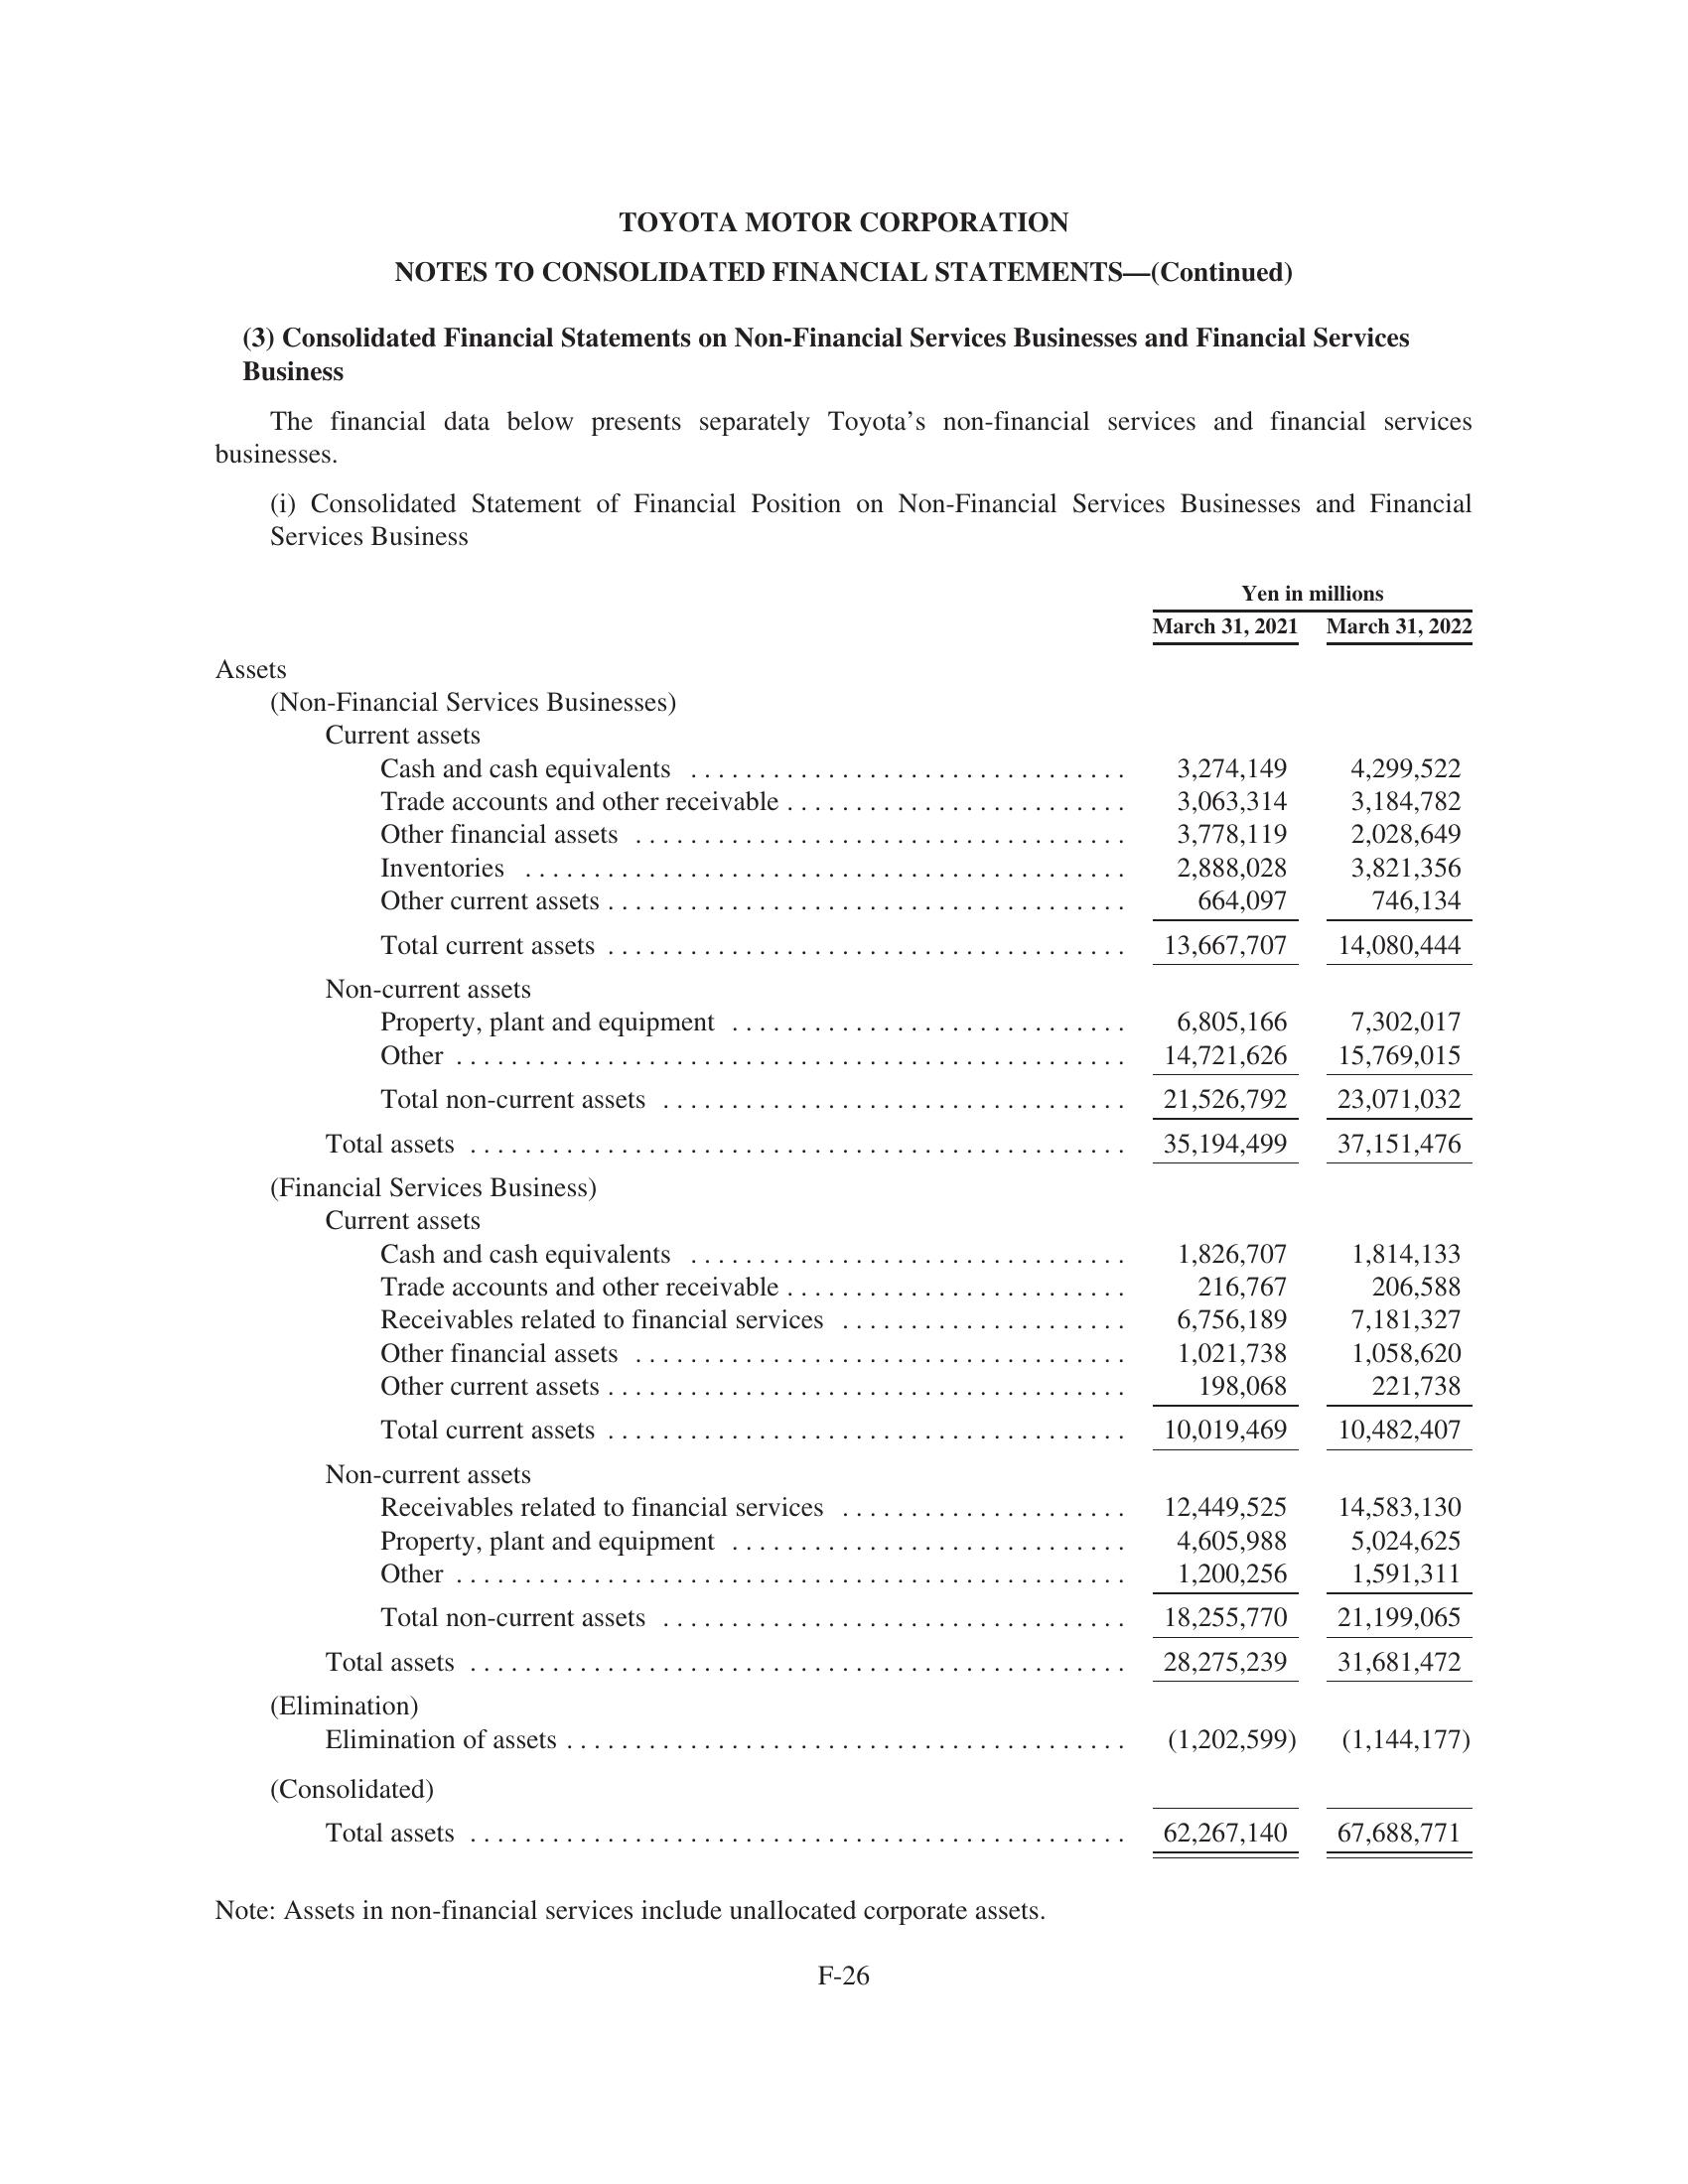 TOYOTA MOTOR CORPORATION
NOTES TO CONSOLIDATED FINANCIAL STATEMENTS—(Continued)
(3) Consolidated Financial Statements on Non-Financial Services Businesses and Financial Services
Business
The financial data below presents separately Toyota’s non-financial services and financial services
businesses.
(i) Consolidated Statement of Financial Position on Non-Financial Services Businesses and Financial
Services Business
Yen in millions
March 31, 2021 March 31, 2022
Assets
(Non-Financial Services Businesses)
Current assets
Cash and cash equivalents 3,274,149 4,299,522
Trade accounts and other receivable 3,063,314 3,184,782
Other financial assets 3,778,119 2,028,649
Inventories 2,888,028 3,821,356
Other current assets 664,097 746,134
Total current assets 13,667,707 14,080,444
Non-current assets
Property, plant and equipment 6,805,166 7,302,017
Other 14,721,626 15,769,015
Total non-current assets 21,526,792 23,071,032
Total assets 35,194,499 37,151,476
(Financial Services Business)
Current assets
Cash and cash equivalents 1,826,707 1,814,133
Trade accounts and other receivable 216,767 206,588
Receivables related to financial services 6,756,189 7,181,327
Other financial assets 1,021,738 1,058,620
Other current assets 198,068 221,738
Total current assets 10,019,469 10,482,407
Non-current assets
Receivables related to financial services 12,449,525 14,583,130
Property, plant and equipment 4,605,988 5,024,625
Other 1,200,256 1,591,311
Total non-current assets 18,255,770 21,199,065
Total assets 28,275,239 31,681,472
(Elimination)
Elimination of assets (1,202,599) (1,144,177)
(Consolidated)
Total assets 62,267,140 67,688,771
Note: Assets in non-financial services include unallocated corporate assets.
F-26